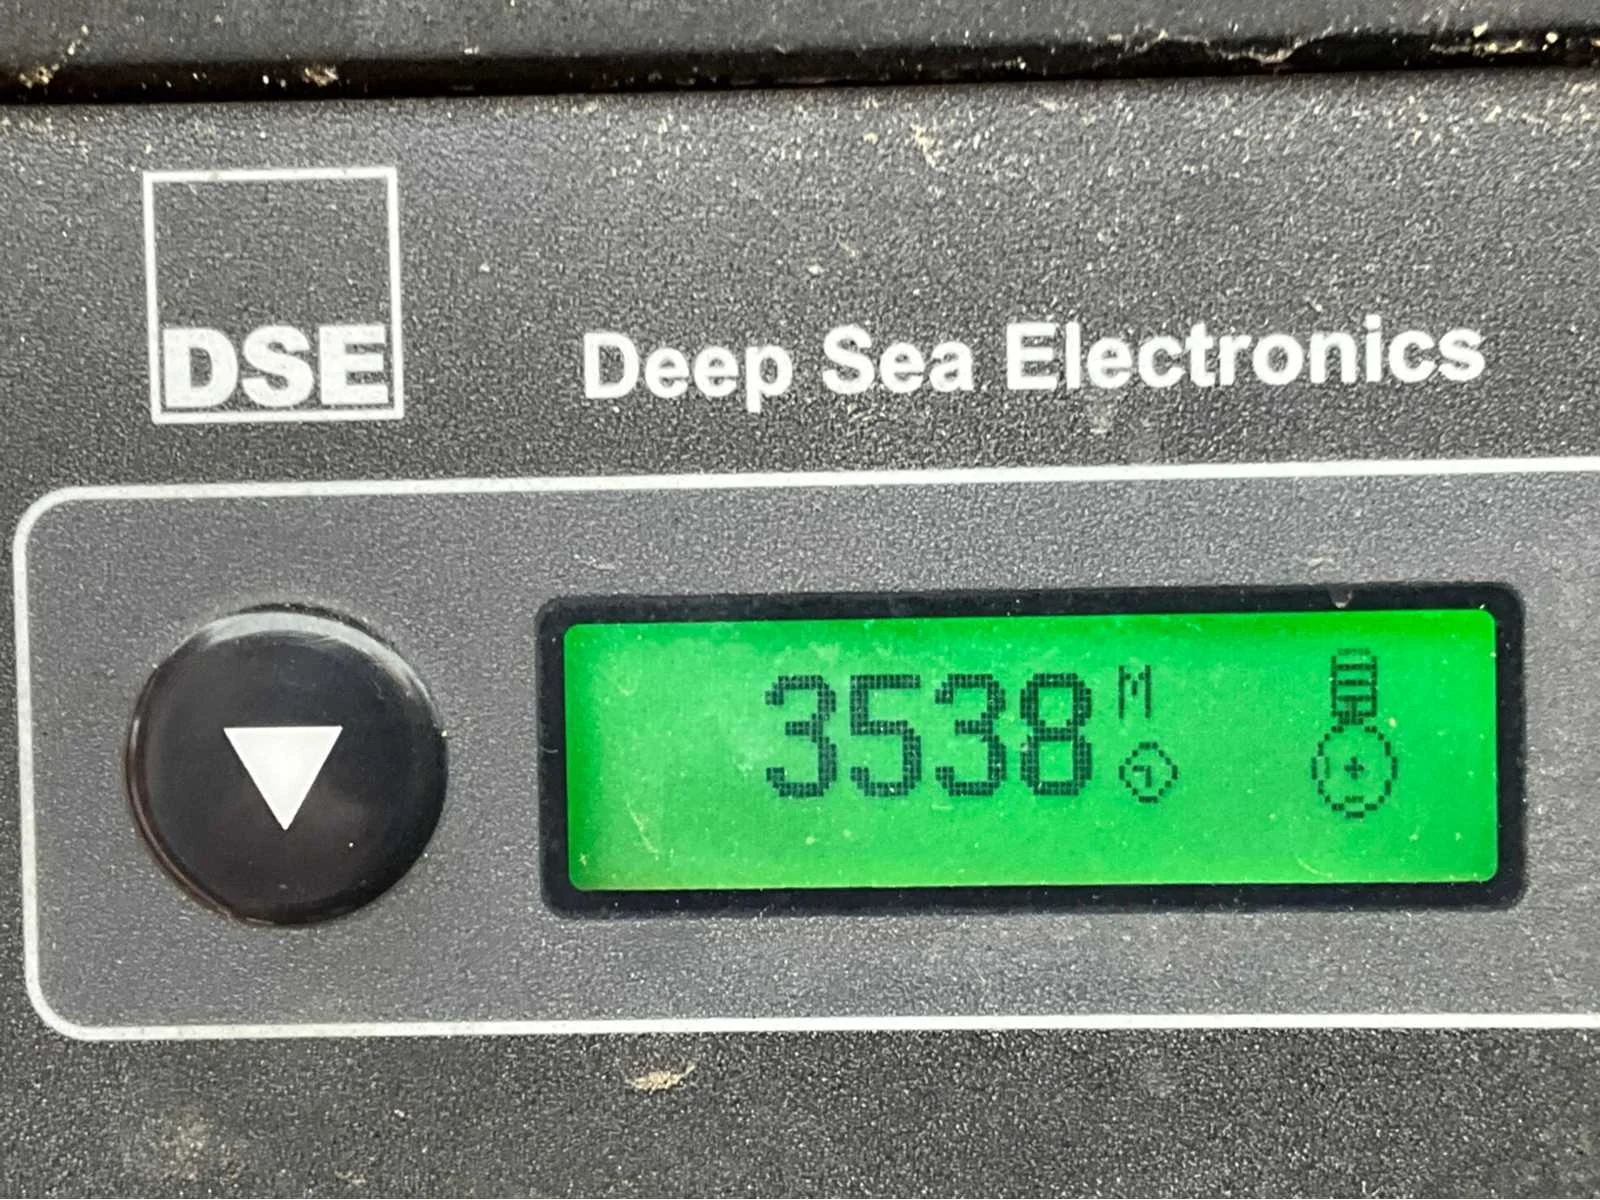 DSE
Deep Sea Electronics
3538 M